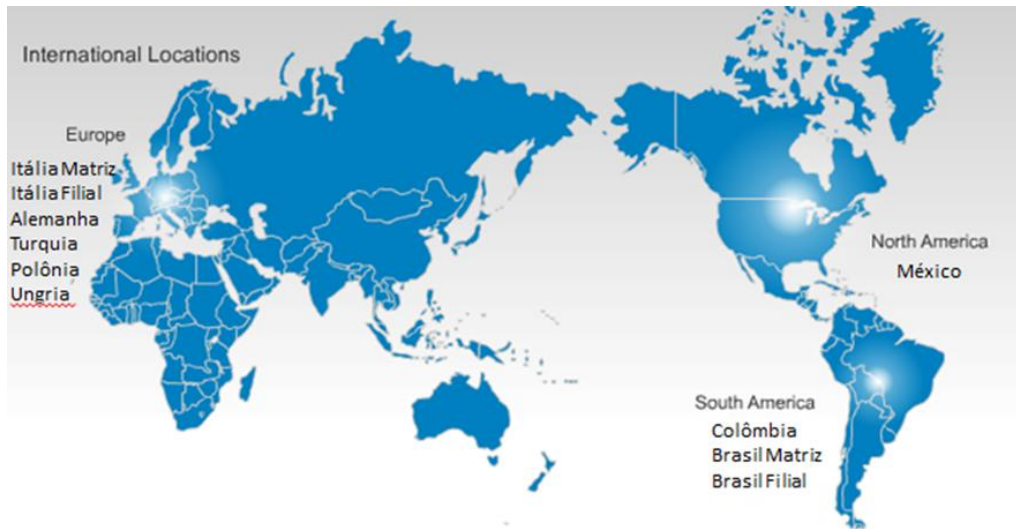 International Locations
Europe
Itália Matriz
Itália Filial
Alemanha
Turquia
Polônia
Ungria
North America
México
South America
Colômbia
Brasil Matriz
Brasil Filial